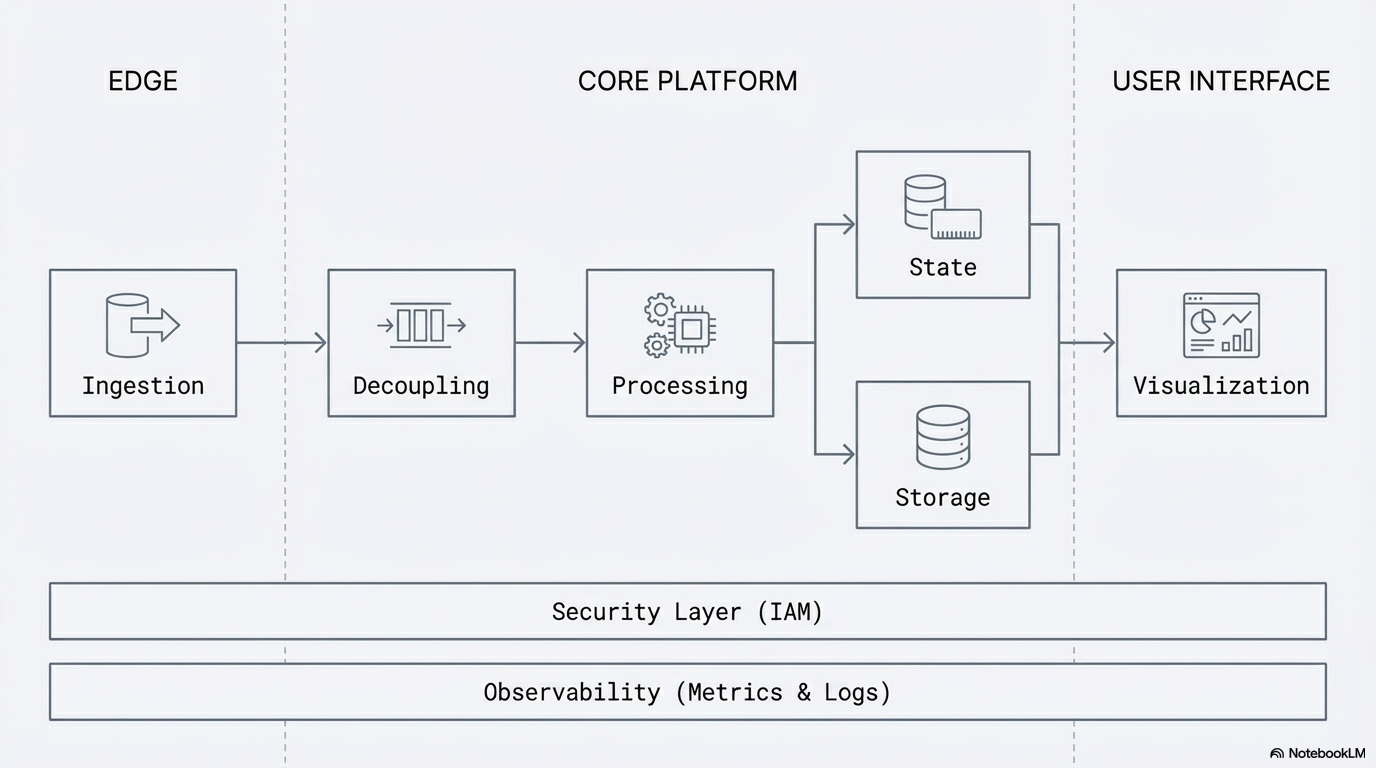 EDGE
CORE PLATFORM
USER INTERFACE
Ingestion
Decoupling
Processing
State
Storage
Visualization
Security Layer (IAM)
Observability (Metrics & Logs)
NotebookLM